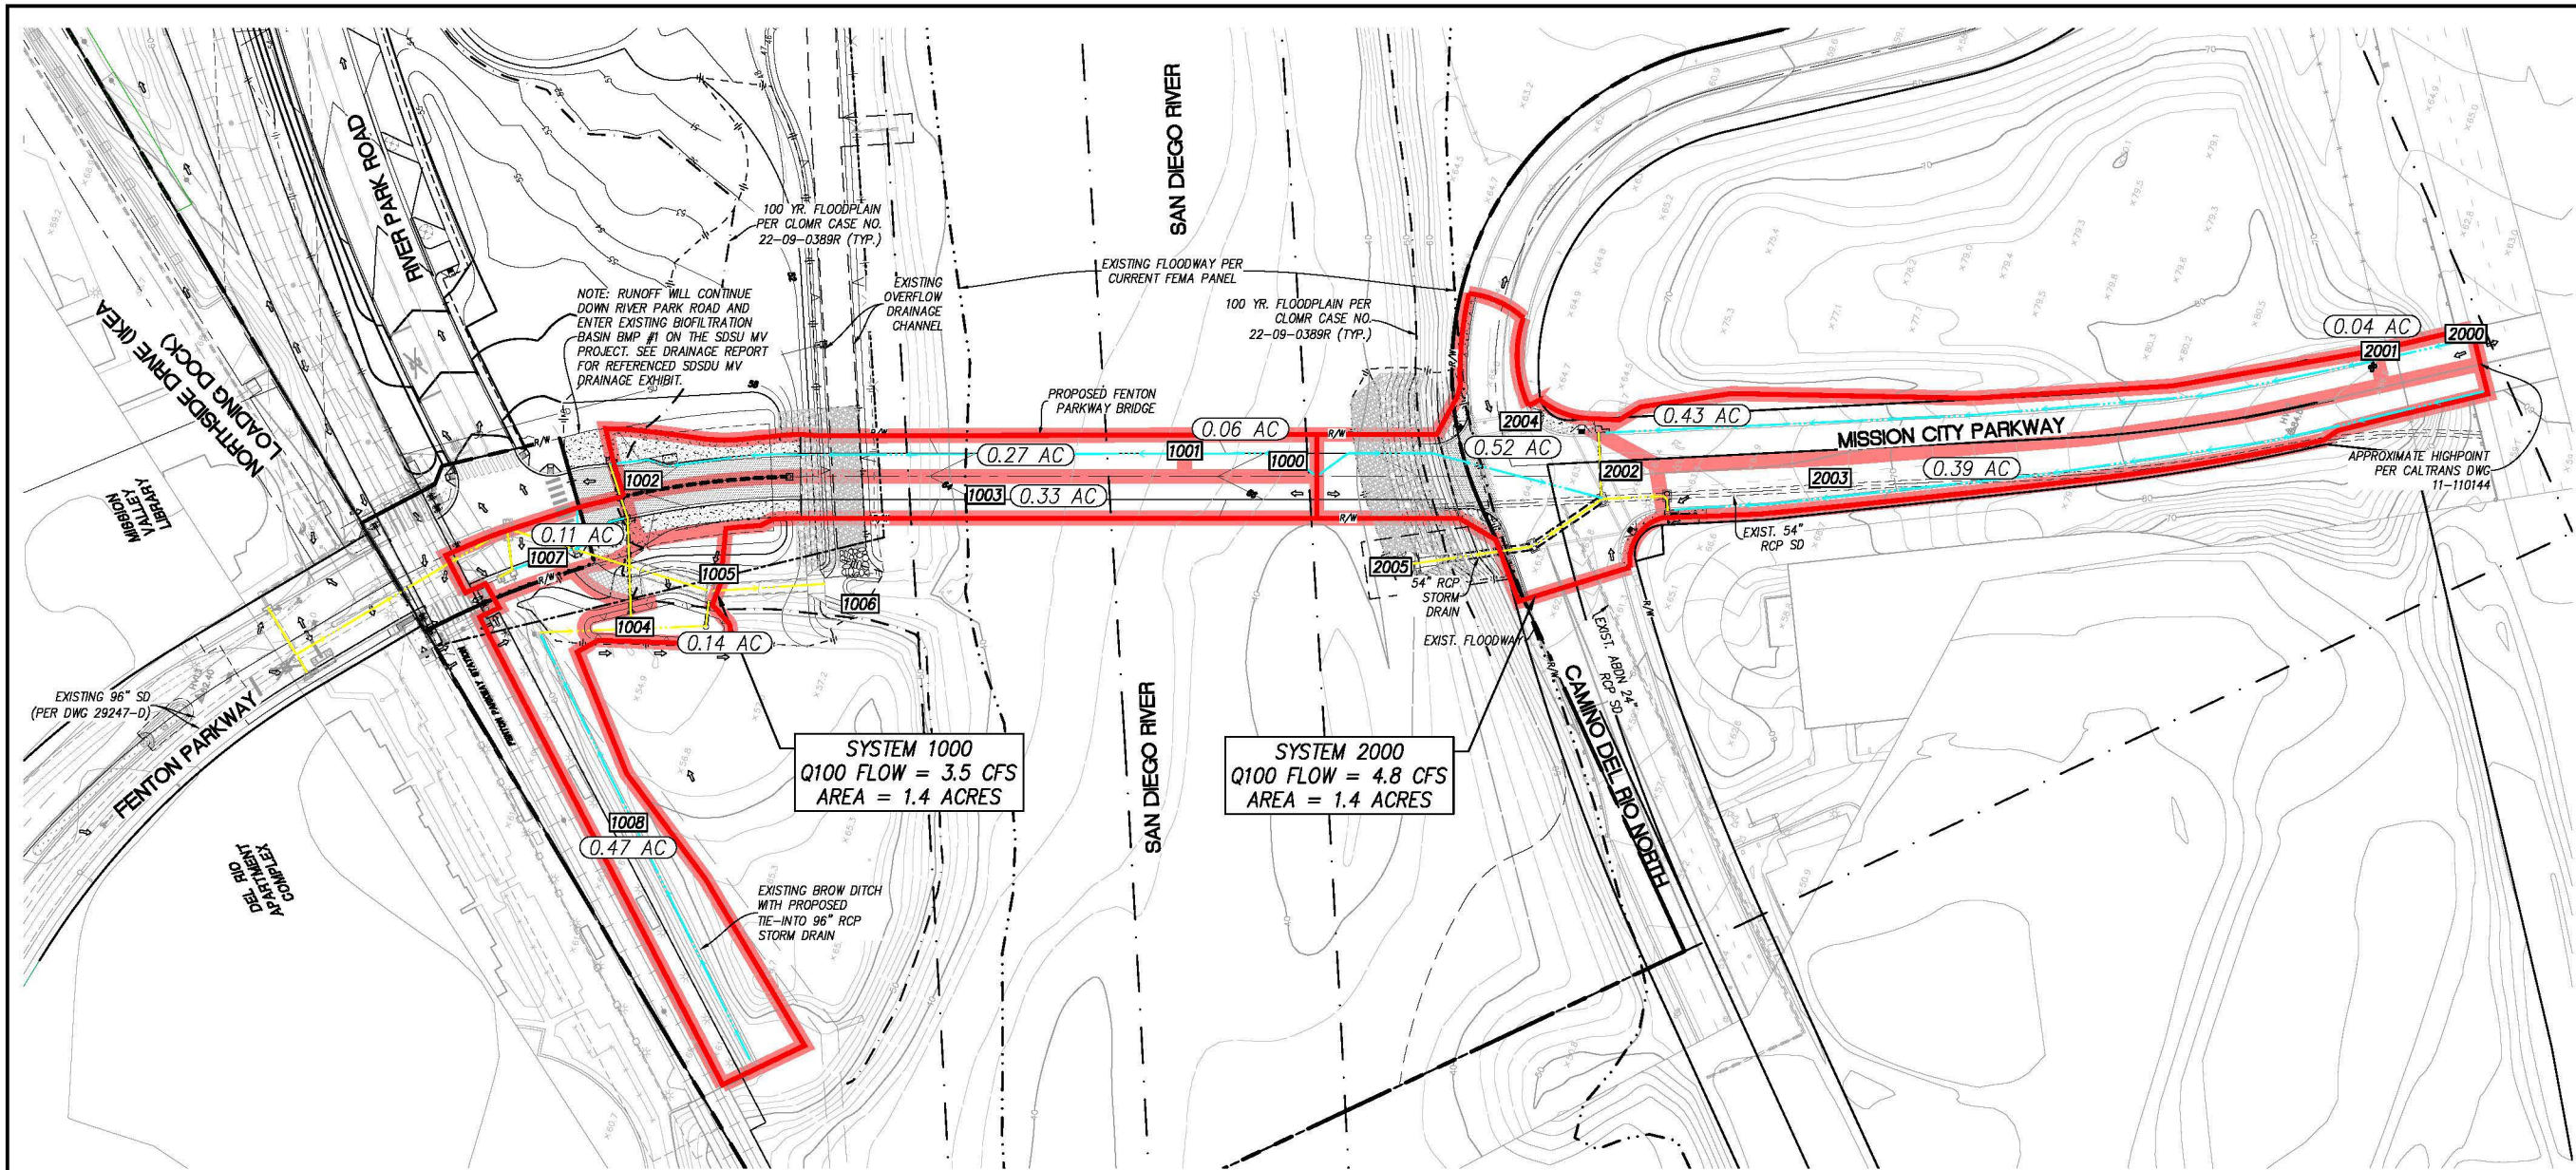 RIVER PARK ROAD
NORTHSIDE DRIVE (IKEA
LOADING DOCK)
MISSION
VALLEY
LIBRARY
100 YR. FLOODPLAIN
PER CLOMR CASE NO.
22-09-0389R (TYP.)
NOTE: RUNOFF WILL CONTINUE
DOWN RIVER PARK ROAD AND
ENTER EXISTING BIOFILTRATION
BASIN BMP #1 ON THE SDSU MV
PROJECT. SEE DRAINAGE REPORT
FOR REFERENCED SDSDU MV
DRAINAGE EXHIBIT.
EXISTING
OVERFLOW
DRAINAGE
CHANNEL
SAN DIEGO RIVER
EXISTING FLOODWAY PER
CURRENT FEMA PANEL
100 YR. FLOODPLAIN PER
CLOMR CASE NO.
22-09-0389R (TYP.)
PROPOSED FENTON
PARKWAY BRIDGE
0.06 AC
0.27 AC
1001
1000
1002
1003
0.33 AC
0.11 AC
1007
1005
1006
1004
0.14 AC
R/W
R/W
R/W
R/W
R/W
R/W
R/W
R/W
EXISTING 96" SD
(PER DWG 29247-D)
FENTON PARKWAY
FENTON PARKWAY STATION
DEL RIO
APARTMENT
COMPLEX
1008
0.47 AC
EXISTING BROW DITCH
WITH PROPOSED
TIE-INTO 96" RCP
STORM DRAIN
SYSTEM 1000
Q100 FLOW = 3.5 CFS
AREA = 1.4 ACRES
SAN DIEGO RIVER
SYSTEM 2000
Q100 FLOW = 4.8 CFS
AREA = 1.4 ACRES
0.04 AC
2000
2001
2004
0.43 AC
0.52 AC
MISSION CITY PARKWAY
2002
2003
0.39 AC
APPROXIMATE HIGHPOINT
PER CALTRANS DWG
11-110144
EXIST. 54"
RCP SD
2005
54" RCP
STORM
DRAIN
EXIST. FLOODWAY
EXIST. ABDN 24"
RCP SD
CAMINO DEL RIO NORTH